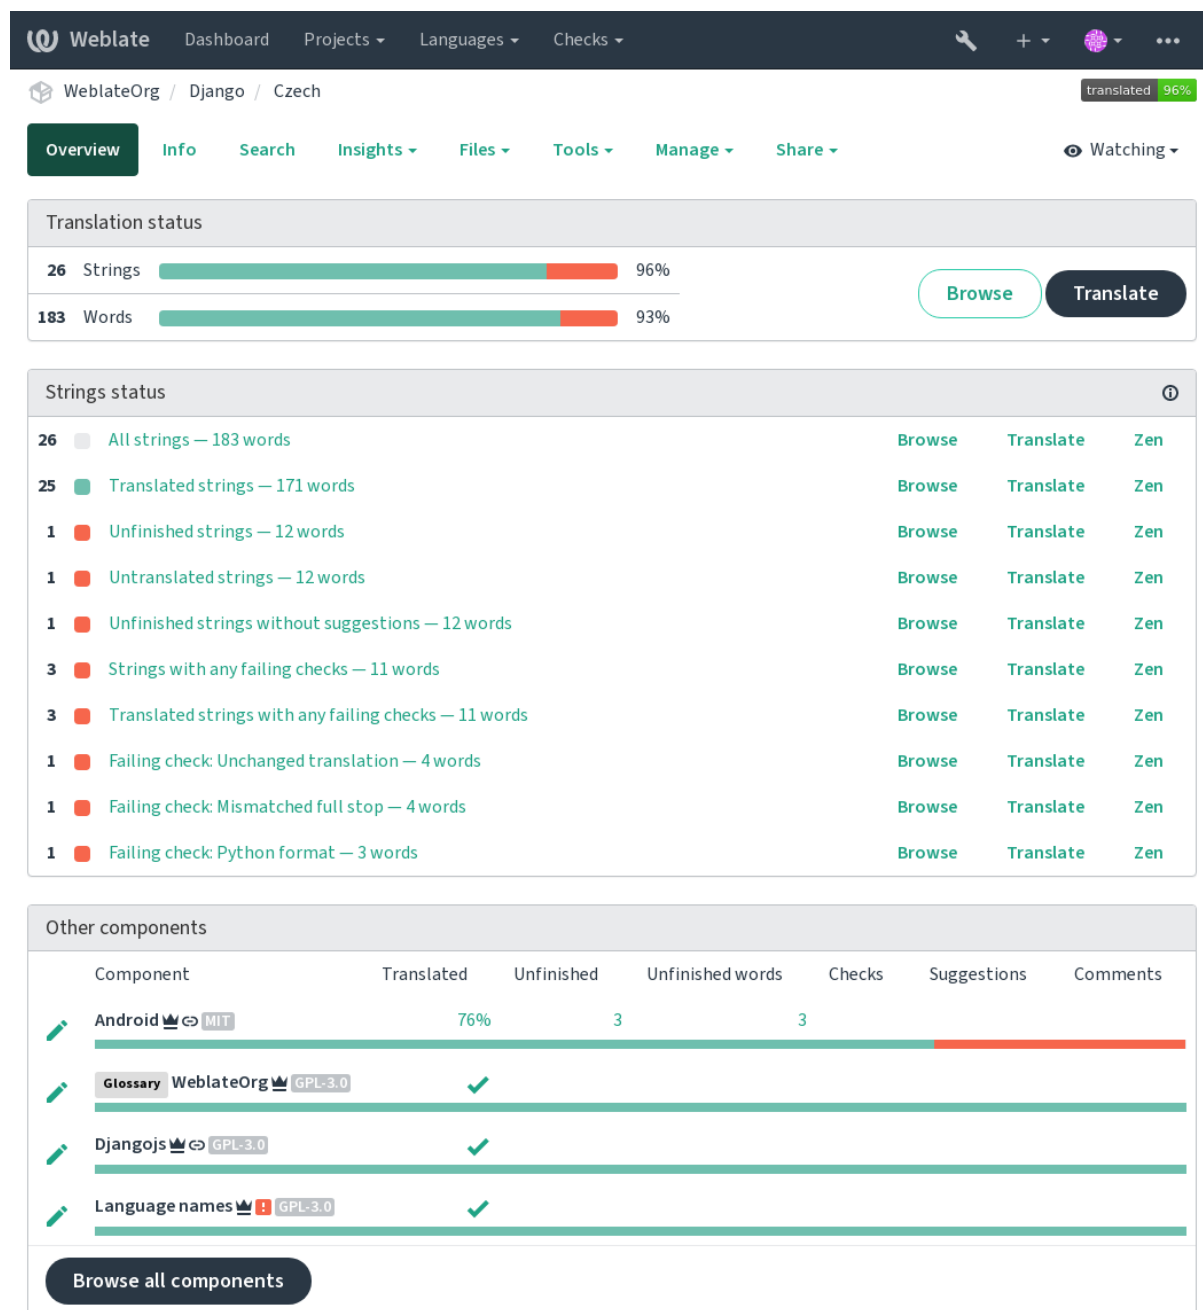 Weblate Dashboard Projects Languages Checks
WeblateOrg / Django / Czech translated 96%
Overview Info Search Insights Files Tools Manage Share Watching
Translation status
26 Strings 96%
183 Words 93%
Browse Translate
Strings status
26 All strings — 183 words Browse Translate Zen
25 Translated strings — 171 words Browse Translate Zen
1 Unfinished strings — 12 words Browse Translate Zen
1 Untranslated strings — 12 words Browse Translate Zen
1 Unfinished strings without suggestions — 12 words Browse Translate Zen
3 Strings with any failing checks — 11 words Browse Translate Zen
3 Translated strings with any failing checks — 11 words Browse Translate Zen
1 Failing check: Unchanged translation — 4 words Browse Translate Zen
1 Failing check: Mismatched full stop — 4 words Browse Translate Zen
1 Failing check: Python format — 3 words Browse Translate Zen
Other components
Component Translated Unfinished Unfinished words Checks Suggestions Comments
Android MIT 76% 3 3
Glossary WeblateOrg GPL-3.0
Djangojs GPL-3.0
Language names ! GPL-3.0
Browse all components